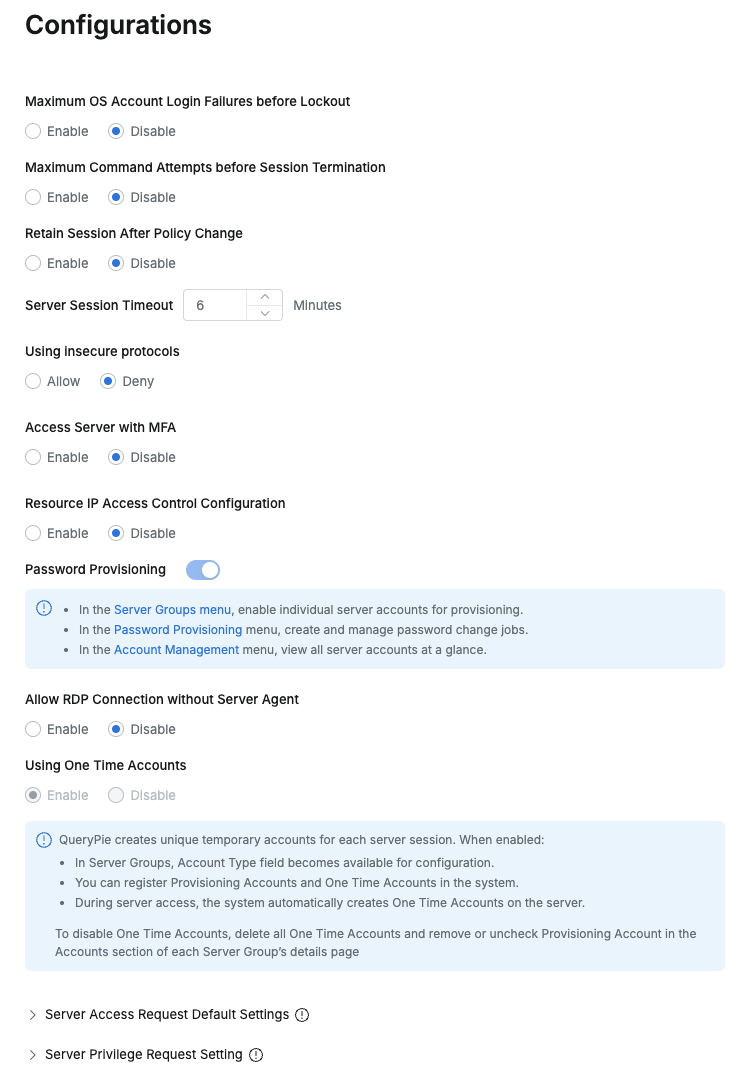 Configurations
Maximum OS Account Login Failures before Lockout
Enable Disable
Maximum Command Attempts before Session Termination
Enable Disable
Retain Session After Policy Change
Enable Disable
Server Session Timeout 6 Minutes
Using insecure protocols
Allow Deny
Access Server with MFA
Enable Disable
Resource IP Access Control Configuration
Enable Disable
Password Provisioning
• In the Server Groups menu, enable individual server accounts for provisioning.
• In the Password Provisioning menu, create and manage password change jobs.
• In the Account Management menu, view all server accounts at a glance.
Allow RDP Connection without Server Agent
Enable Disable
Using One Time Accounts
Enable Disable
QueryPie creates unique temporary accounts for each server session. When enabled:
• In Server Groups, Account Type field becomes available for configuration.
• You can register Provisioning Accounts and One Time Accounts in the system.
• During server access, the system automatically creates One Time Accounts on the server.
To disable One Time Accounts, delete all One Time Accounts and remove or uncheck Provisioning Account in the
Accounts section of each Server Group's details page
Server Access Request Default Settings
Server Privilege Request Setting